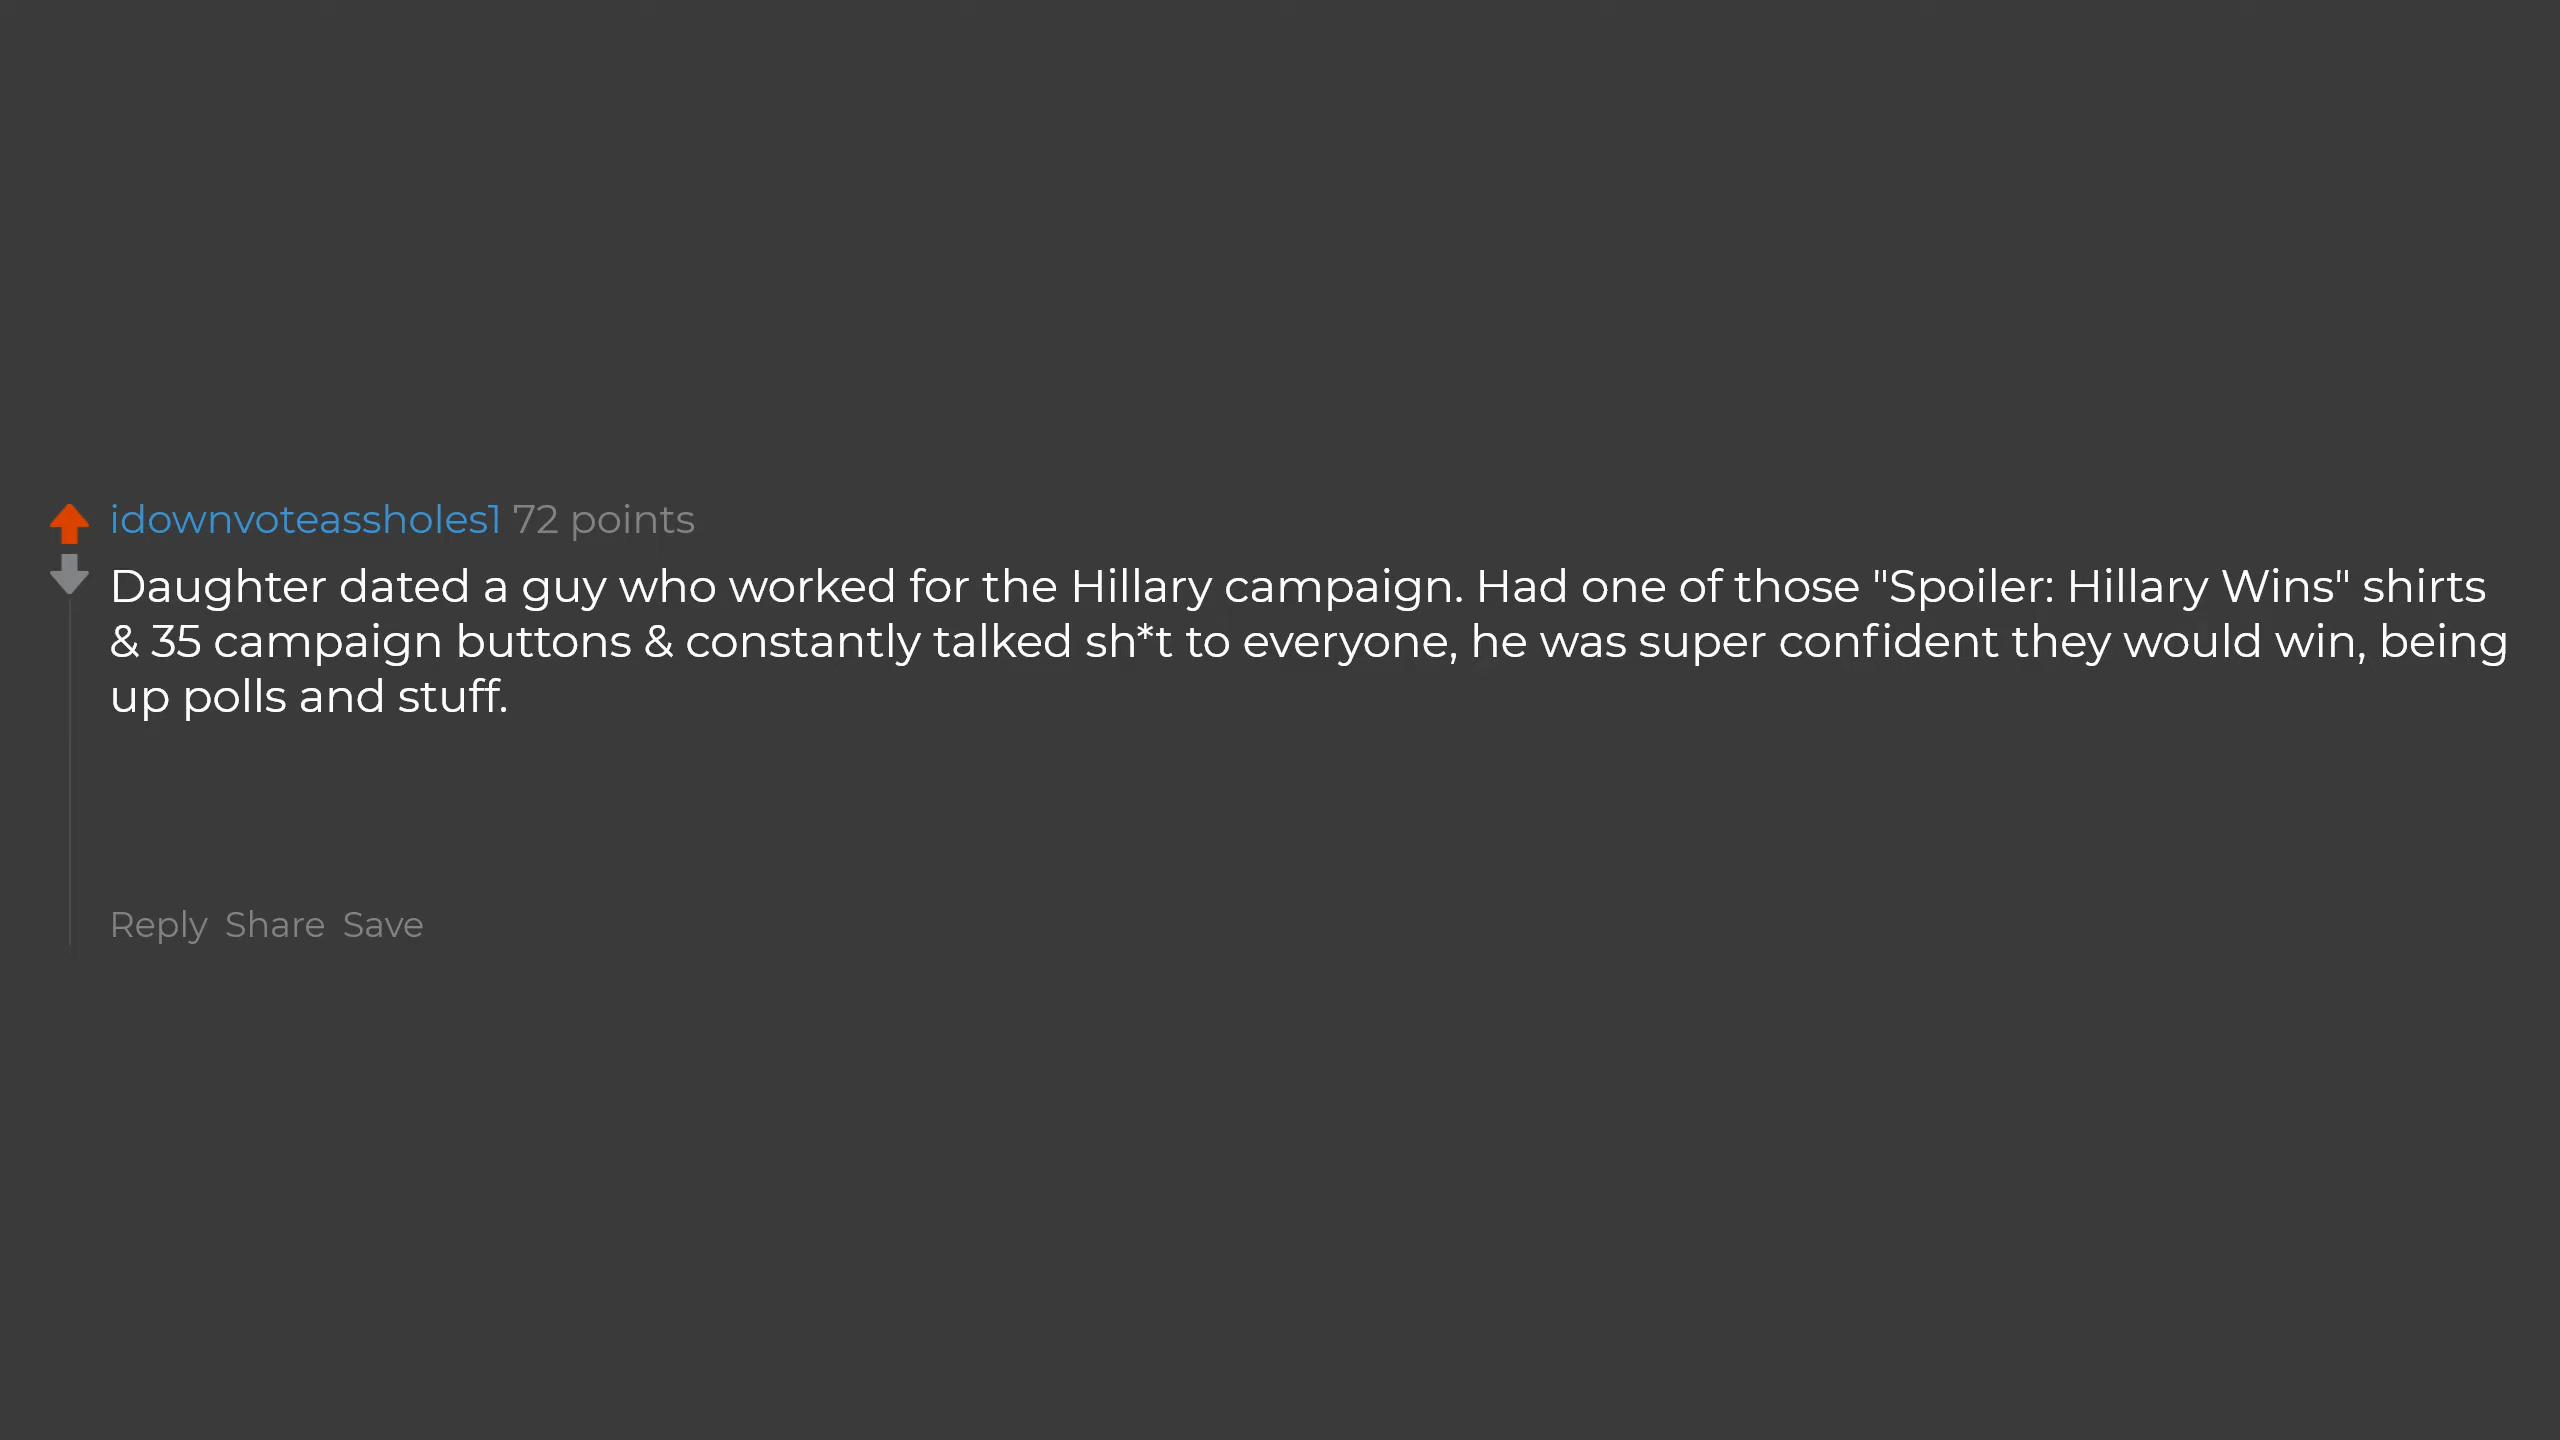 idownvoteassholes1 72 points
Daughter dated a guy who worked for the Hillary campaign. Had one of those "Spoiler: Hillary Wins" shirts
& 35 campaign buttons & constantly talked sh*t to everyone, he was super confident they would win, being
up polls and stuff.
Reply Share Save